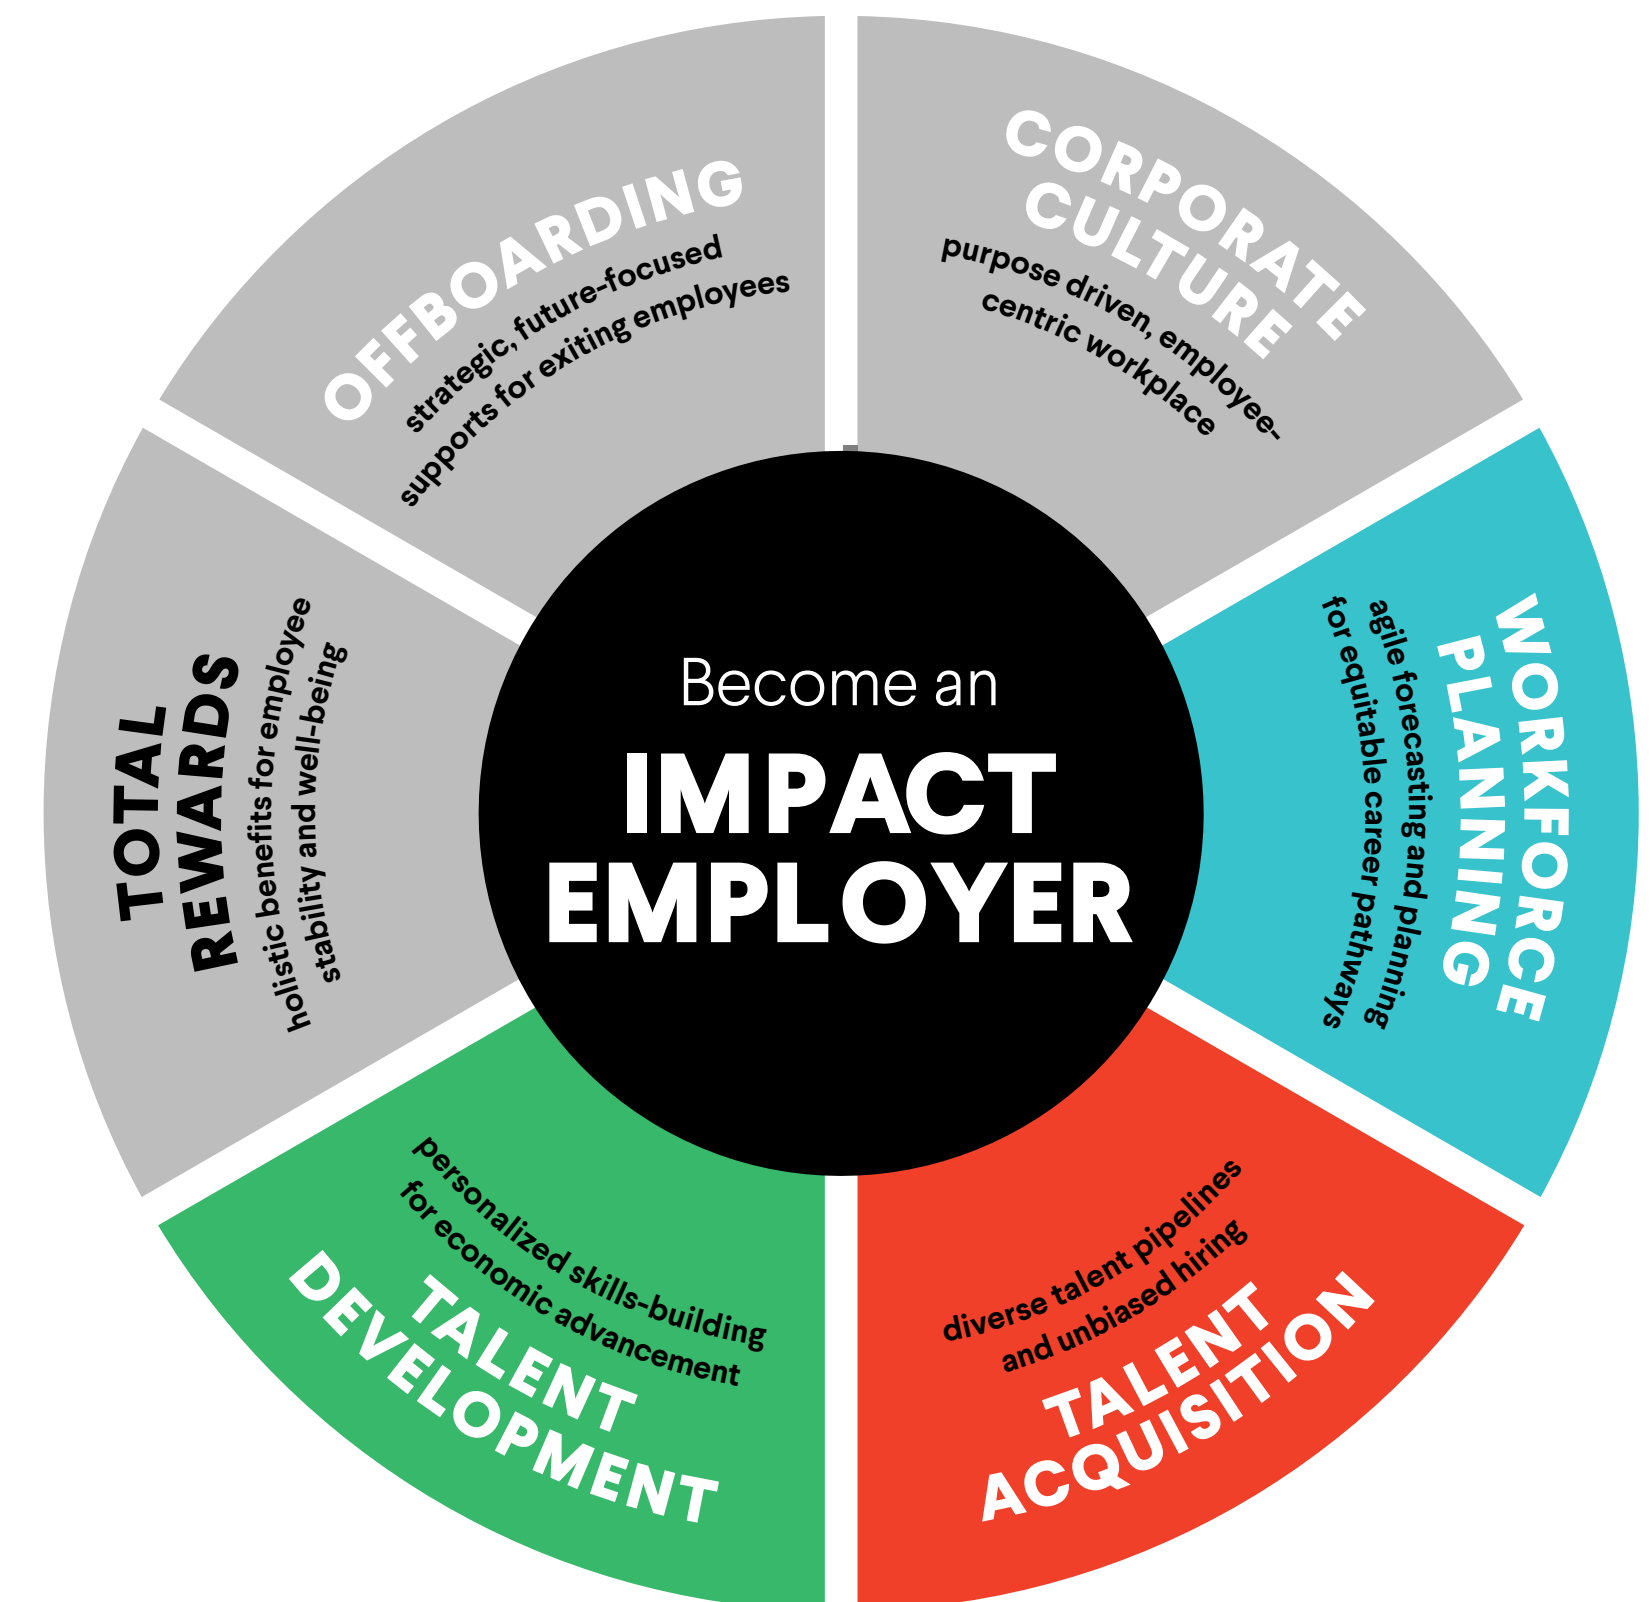 Become an
IMPACT
EMPLOYER
CORPORATE
CULTURE
purpose driven, employee-
centric workplace
WORKFORCE
PLANNING
agile forecasting and planning
for equitable career pathways
diverse talent pipelines
and unbiased hiring
TALENT
ACQUISITION
personalized skills-building
for economic advancement
TALENT
DEVELOPMENT
TOTAL
REWARDS
holistic benefits for employee
stability and well-being
OFFBOARDING
strategic, future-focused
supports for exiting employees